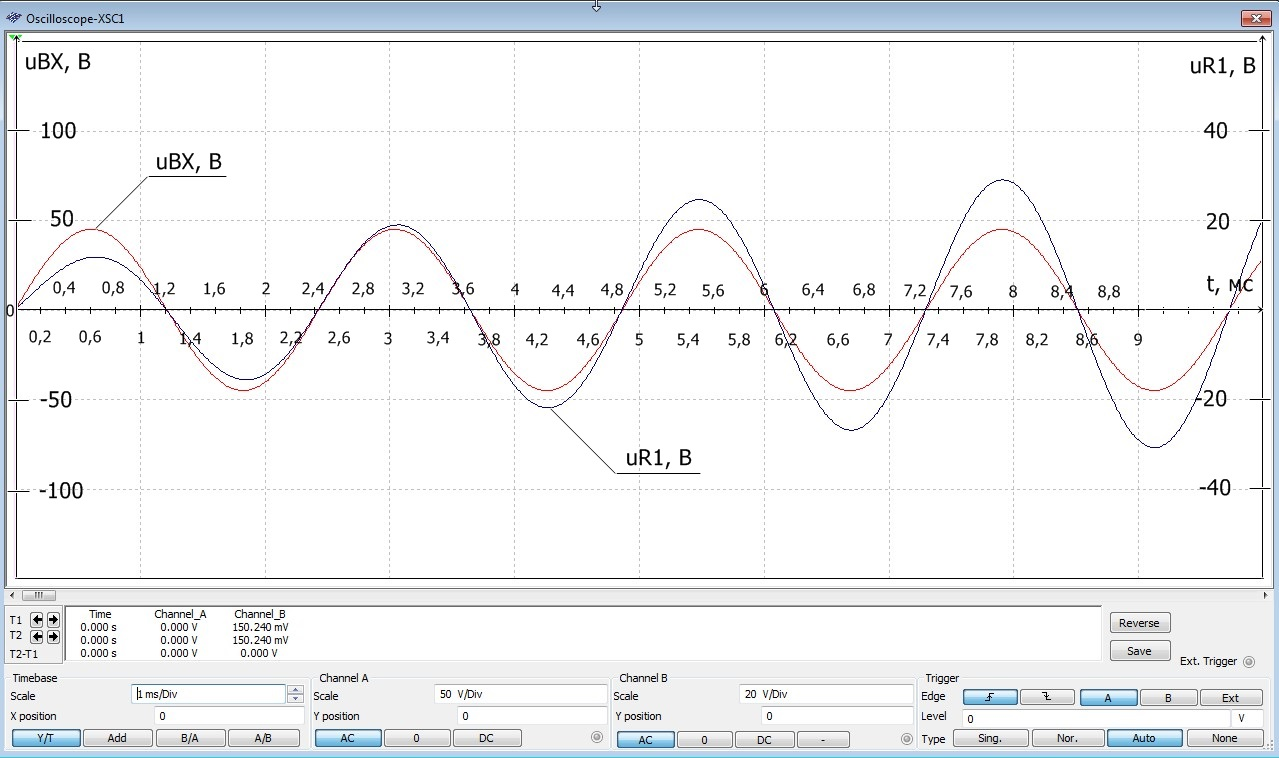 Oscilloscope-XSC1
uBX, B
uR1, B
100
40
uBX, B
50
20
0,4 0,8 1,2 1,6 2 2,4 2,8 3,2 3,6 4 4,4 4,8 5,2 5,6 6 6,4 6,8 7,2 7,6 8 8,4 8,8 t, мс
0
0,2 0,6 1 1,4 1,8 2,2 2,6 3 3,4 3,8 4,2 4,6 5 5,4 5,8 6,2 6,6 7 7,4 7,8 8,2 8,6 9
-50
-20
uR1, B
-100
-40
T1
T2
T2-T1
Time Channel_A Channel_B
0.000 s 0.000 V 150.240 mV
0.000 s 0.000 V 150.240 mV
0.000 s 0.000 V 0.000 V
Reverse
Save
Ext. Trigger
Timebase
Scale 1 ms/Div
X position 0
Y/T Add B/A A/B
Channel A
Scale 50 V/Div
Y position 0
AC 0 DC
Channel B
Scale 20 V/Div
Y position 0
AC 0 DC -
Trigger
Edge A B Ext
Level 0 V
Type Sing. Nor. Auto None